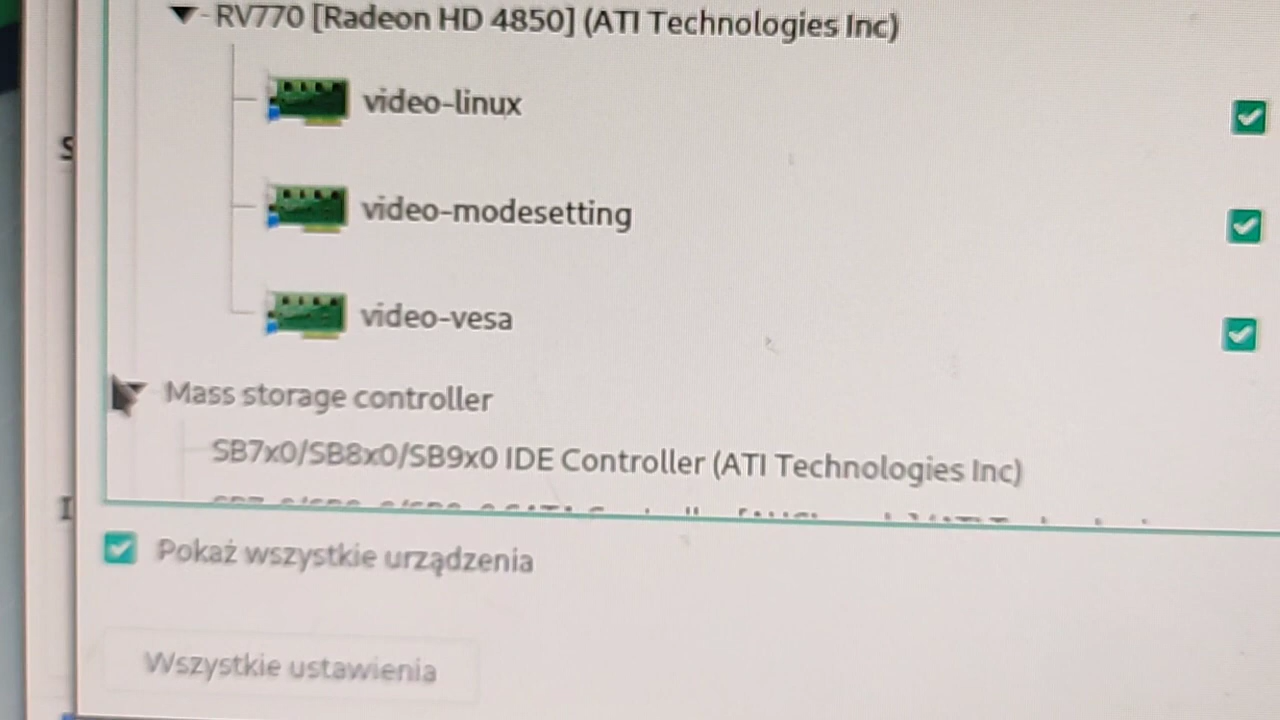 RV770 [Radeon HD 4850] (ATI Technologies Inc)
video-linux
video-modesetting
video-vesa
Mass storage controller
SB7x0/SB8x0/SB9x0 IDE Controller (ATI Technologies Inc)
Pokaż wszystkie urządzenia
Wszystkie ustawienia